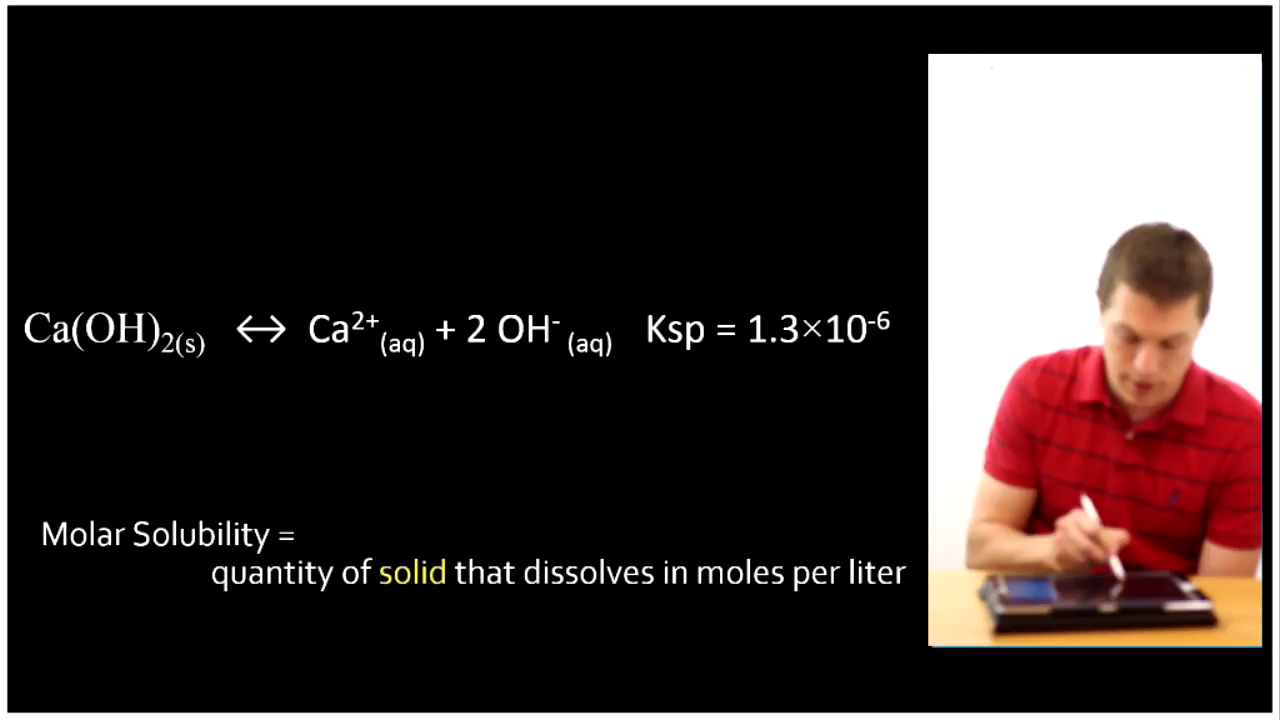 Ca(OH)₂₍s₎ ↔ Ca²⁺(aq) + 2 OH⁻ (aq) Ksp = 1.3×10⁻⁶
Molar Solubility =
quantity of solid that dissolves in moles per liter